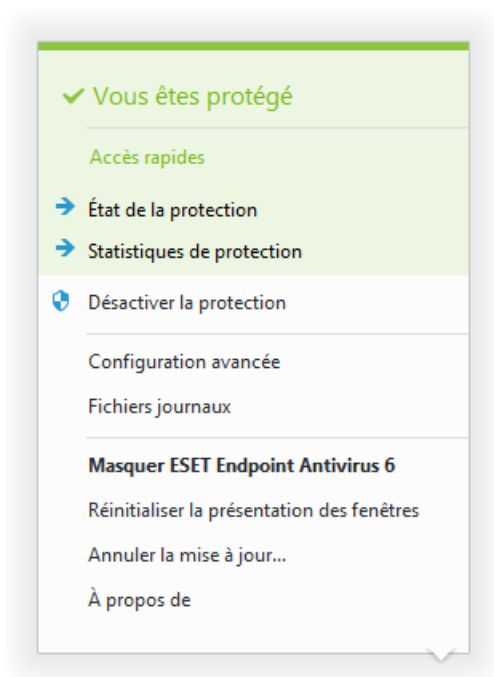 Vous êtes protégé
Accès rapides
État de la protection
Statistiques de protection
Désactiver la protection
Configuration avancée
Fichiers journaux
Masquer ESET Endpoint Antivirus 6
Réinitialiser la présentation des fenêtres
Annuler la mise à jour...
À propos de